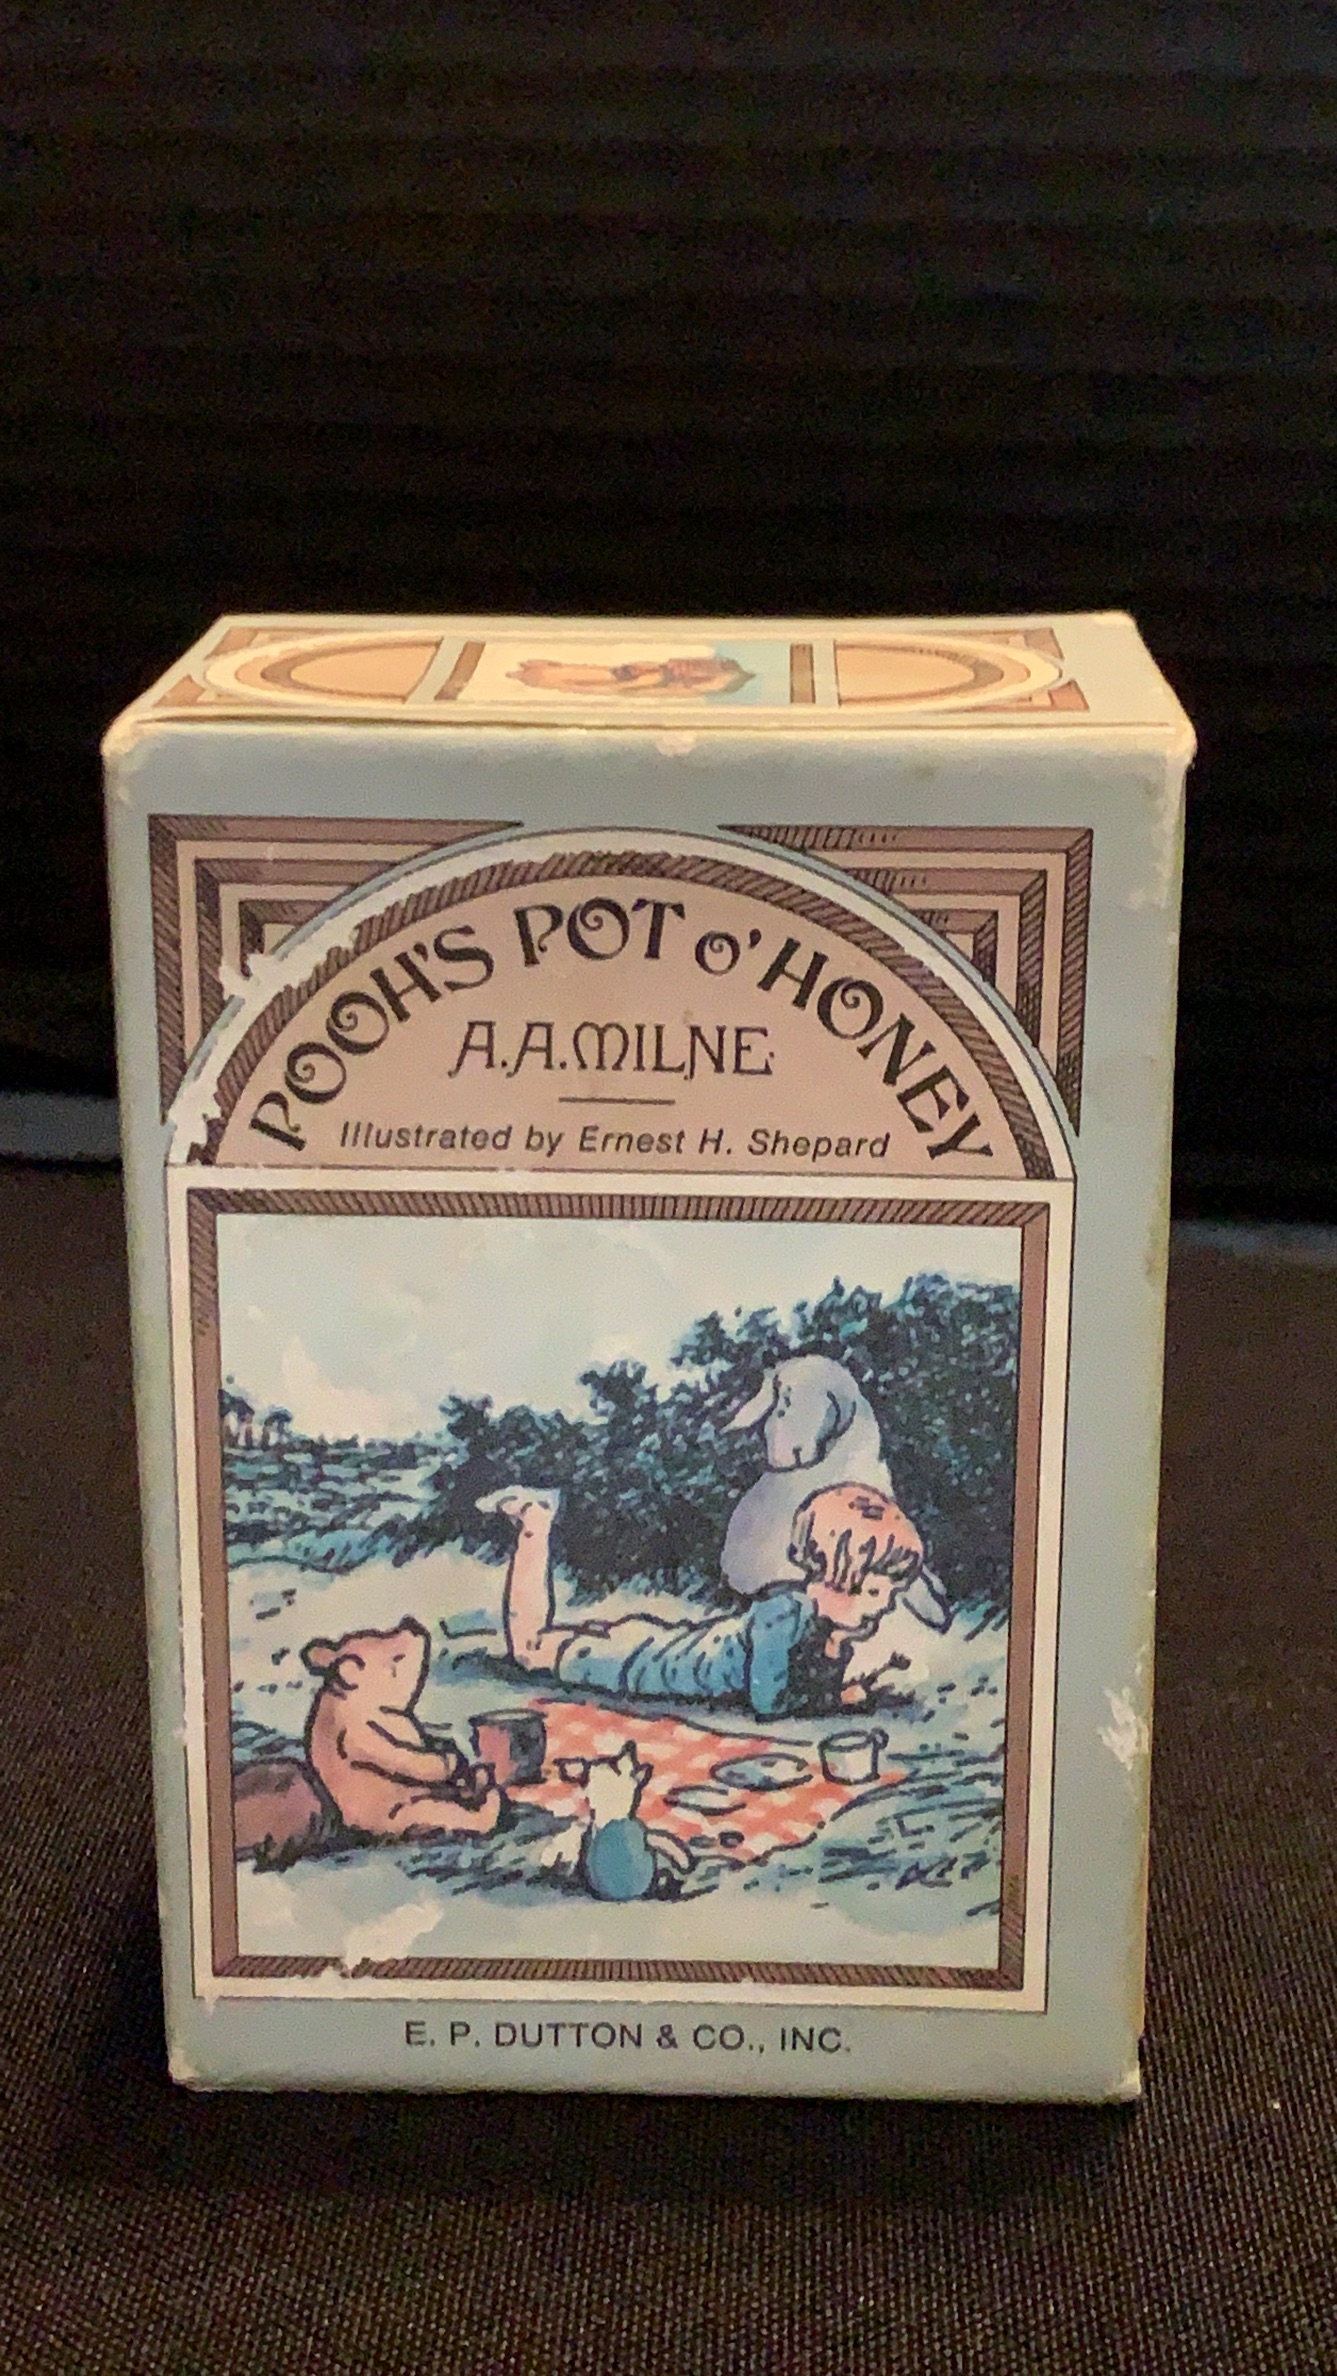 POOH'S POT O' HONEY
A.A.MILNE
Illustrated by Ernest H. Shepard
E. P. DUTTON & CO., INC.